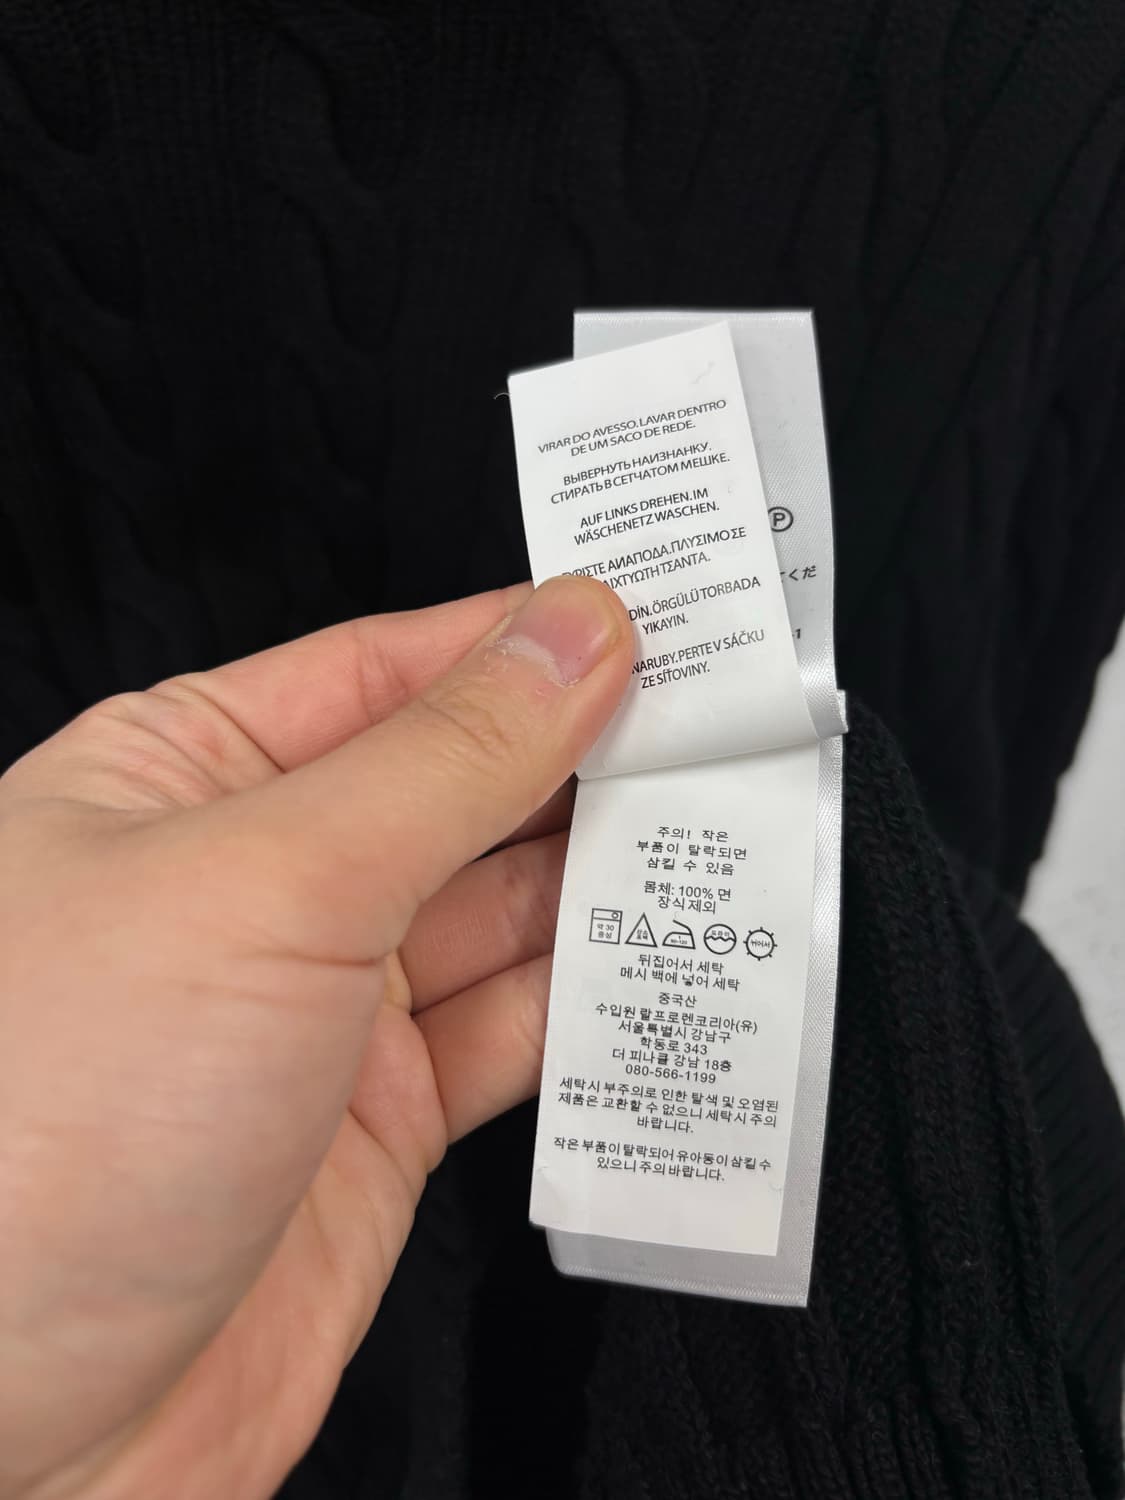 VIRAR DO AVESSO.LAVAR DENTRO
DE UM SACO DE REDE.
ВЫВЕРНУТЬ НАИЗНАНКУ.
СТИРАТЬ В СЕТЧАТОМ МЕШКЕ.
AUF LINKS DREHEN.IM
WÄSCHENETZ WASCHEN.
ΑΝΑΠΟΔΑ.ΠΛΥΣΙΜΟ ΣΕ
ΤΣΑΝΤΑ.
ÖRGÜLÜ TORBADA
YIKAYIN.
NARUBY.PERTE V SÁČKU
ZE SÍŤOVINY.
P
くだ
주의! 작은
부품이 탈락되면
삼킬 수 있음
몸체: 100% 면
장식 제외
약 30
중성
뒤집어서 세탁
메시 백에 넣어 세탁
중국산
수입원 랄프로렌코리아(유)
서울특별시 강남구
학동로 343
더 피나클 강남 18층
080-566-1199
세탁시 부주의로 인한 탈색 및 오염된
제품은 교환할 수 없으니 세탁시 주의
바랍니다.
작은 부품이 탈락되어 유아동이 삼킬 수
있으니 주의 바랍니다.